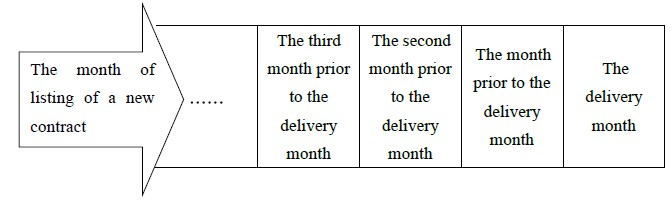 The month of
listing of a new
contract
……
The third
month prior
to the
delivery
month
The second
month prior
to the
delivery
month
The month
prior to the
delivery
month
The
delivery
month